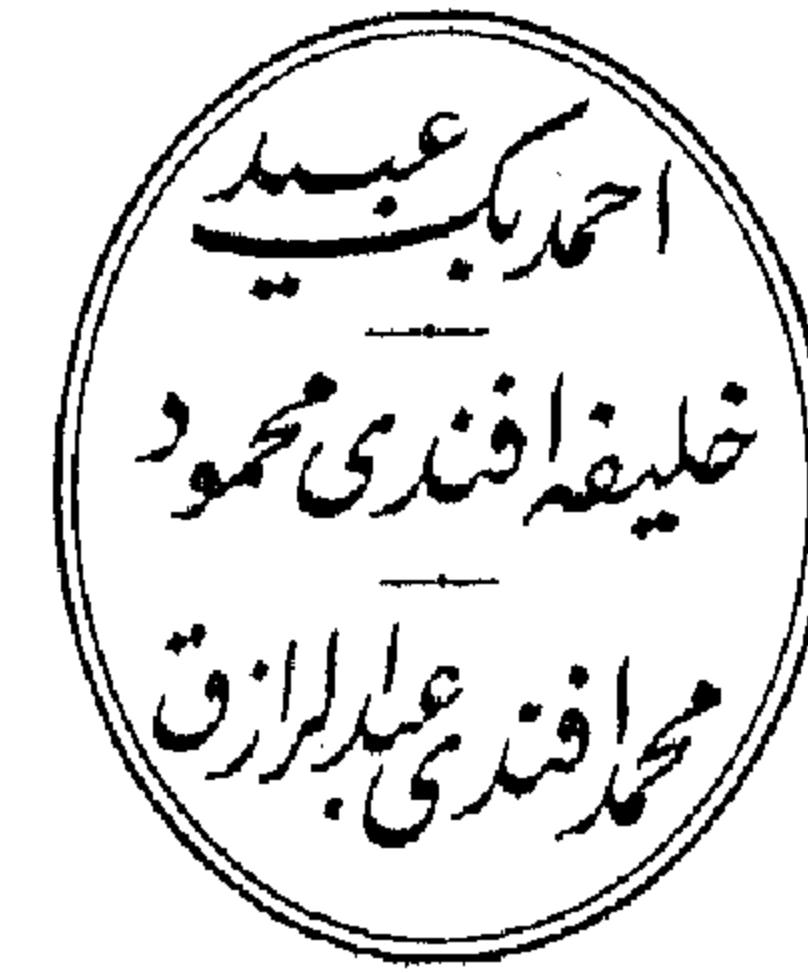 احمد بك عبيد
خليفه افندى محمود
محمد افندى عبد الرازق